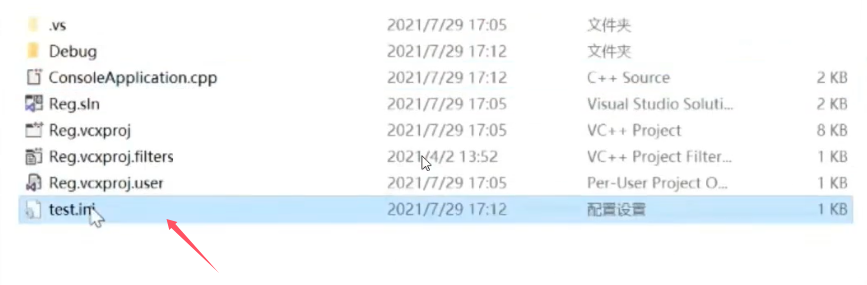 .vs 2021/7/29 17:05 文件夹
Debug 2021/7/29 17:12 文件夹
ConsoleApplication.cpp 2021/7/29 17:12 C++ Source 2 KB
Reg.sln 2021/7/29 17:05 Visual Studio Soluti... 2 KB
Reg.vcxproj 2021/7/29 17:05 VC++ Project 8 KB
Reg.vcxproj.filters 2021/4/2 13:52 VC++ Project Filter... 1 KB
Reg.vcxproj.user 2021/7/29 17:05 Per-User Project O... 1 KB
test.ini 2021/7/29 17:12 配置设置 1 KB